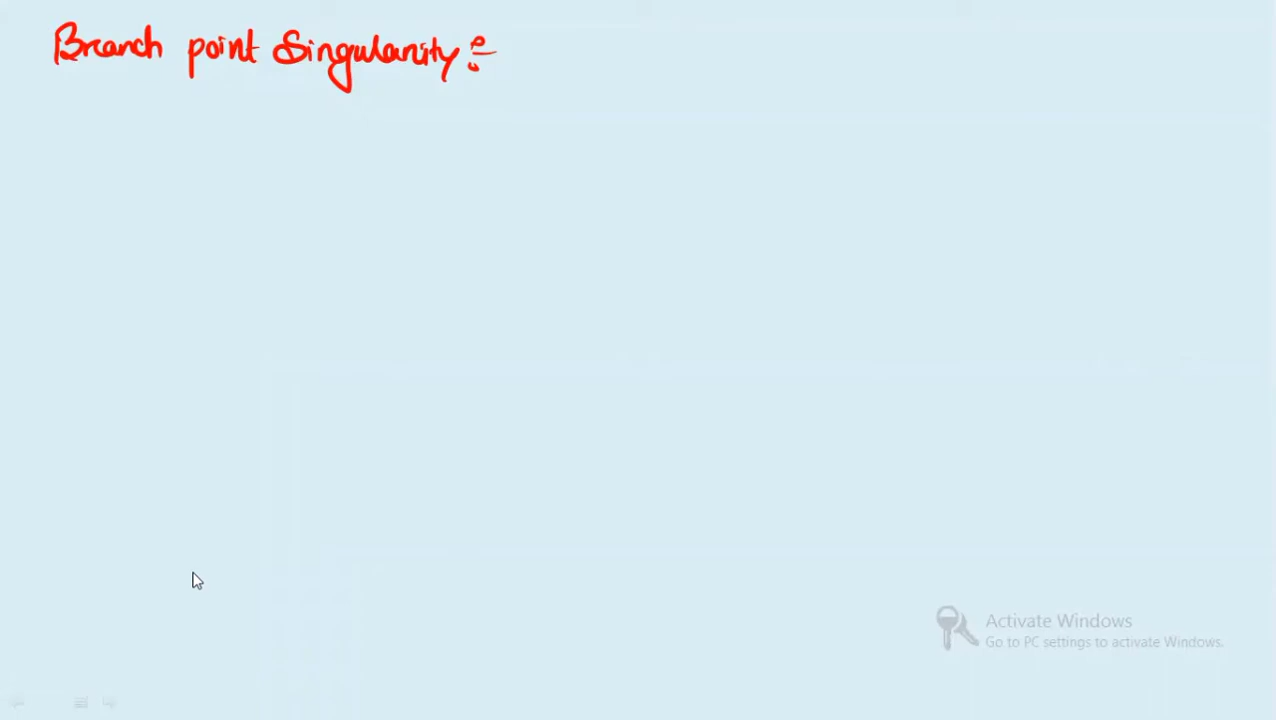 Branch point Singularity :-
Activate Windows
Go to PC settings to activate Windows.